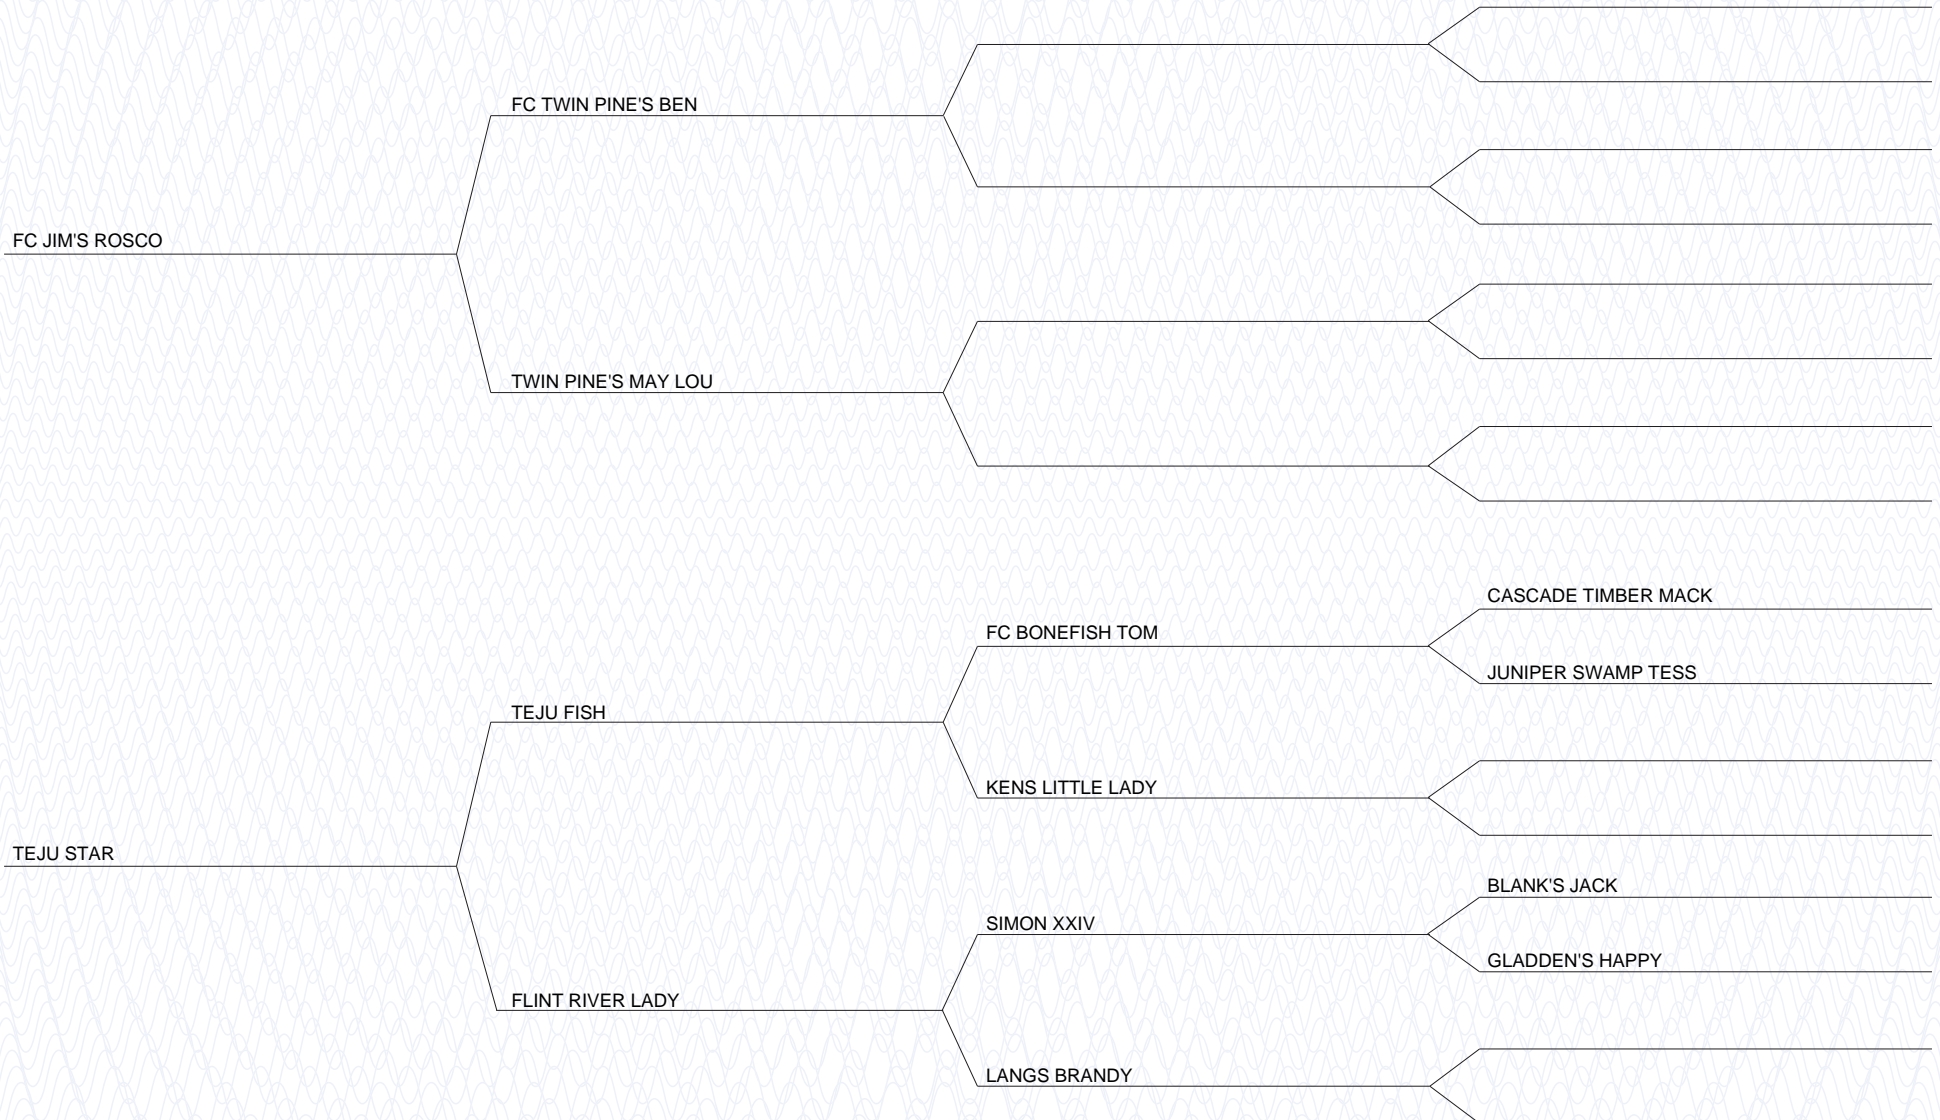 FC TWIN PINE'S BEN
FC JIM'S ROSCO
TWIN PINE'S MAY LOU
CASCADE TIMBER MACK
FC BONEFISH TOM
JUNIPER SWAMP TESS
TEJU FISH
KENS LITTLE LADY
TEJU STAR
BLANK'S JACK
SIMON XXIV
GLADDEN'S HAPPY
FLINT RIVER LADY
LANGS BRANDY